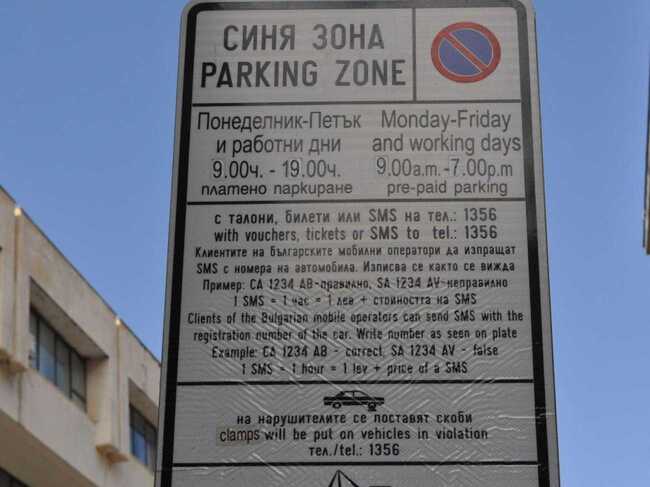 СИНЯ ЗОНА
PARKING ZONE
Понеделник-Петък
и работни дни
9.00ч. - 19.00ч.
платено паркиране
Monday-Friday
and working days
9.00a.m.-7.00p.m
pre-paid parking
с талони, билети или SMS на тел.: 1356
with vouchers, tickets or SMS to tel.: 1356
Клиентите на българските мобилни оператори да изпращат
SMS с номера на автомобила. Изписва се както се вижда
Пример: СА 1234 АВ-правилно, SA 1234 AV-неправилно
1 SMS = 1 час = 1 лев + стойността на SMS
Clients of the Bulgarian mobile operators can send SMS with the
registration number of the car. Write number as seen on plate
Example: CA 1234 AB - correct, SA 1234 AV - false
1 SMS = 1 hour = 1 lev + price of a SMS
на нарушителите се поставят скоби
clamps will be put on vehicles in violation
тел./tel.: 1356